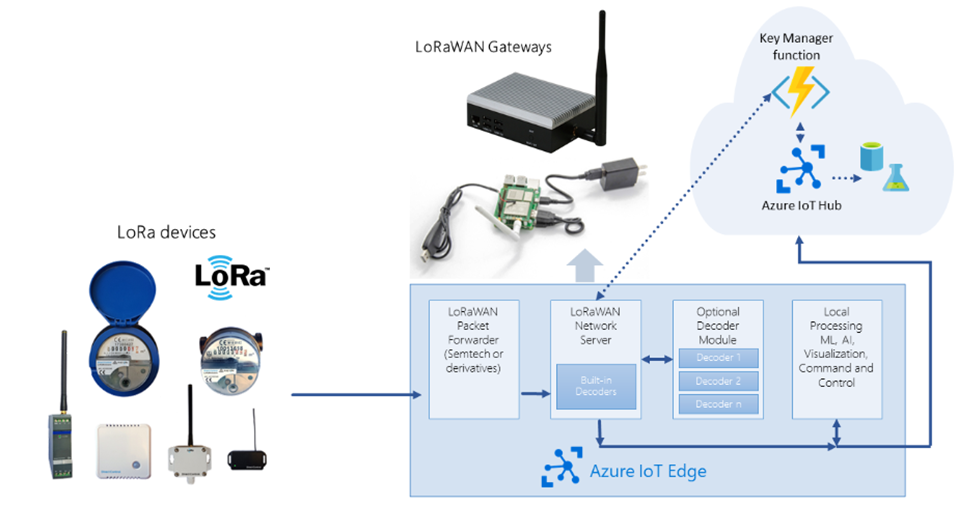 LoRaWAN Gateways
Key Manager
function
Azure IoT Hub
LoRa devices
LoRa™
LoRaWAN
Packet
Forwarder
(Semtech or
derivatives)
LoRaWAN
Network
Server
Built-in
Decoders
Optional
Decoder
Module
Decoder 1
Decoder 2
Decoder n
Local
Processing
ML, AI,
Visualization,
Command and
Control
Azure IoT Edge